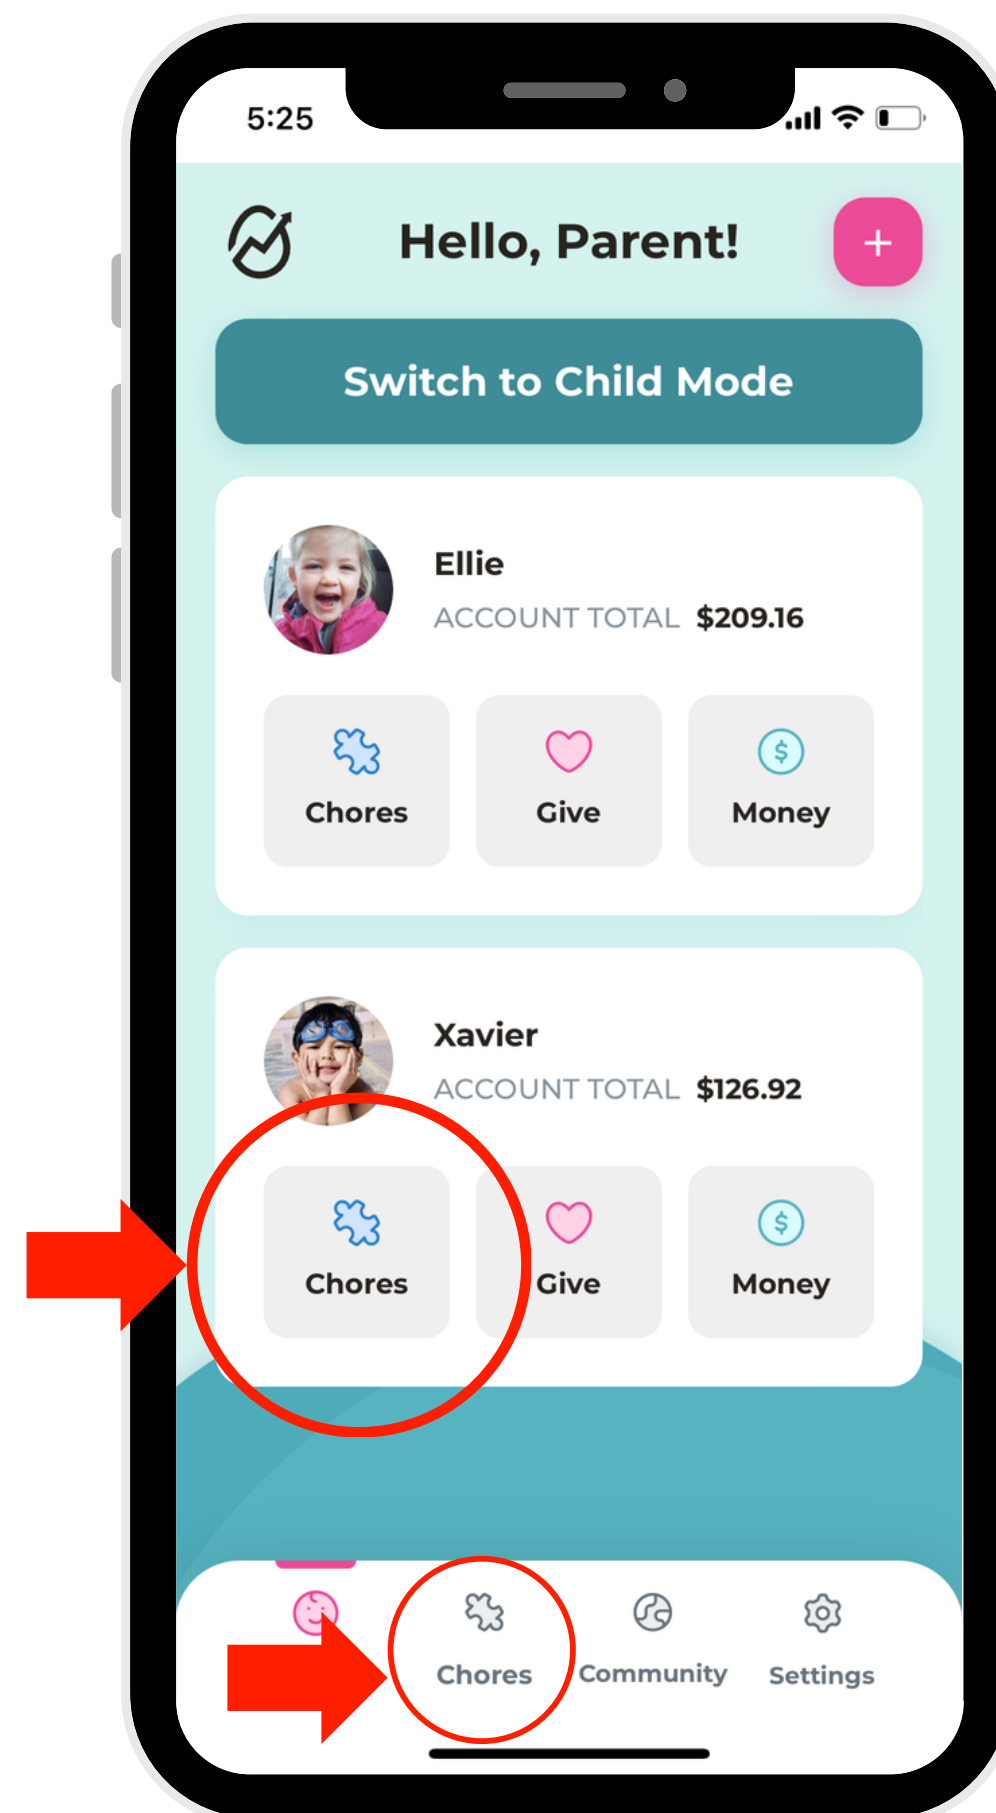 5:25
Hello, Parent!
+
Switch to Child Mode
Ellie
ACCOUNT TOTAL $209.16
Chores Give Money
Xavier
ACCOUNT TOTAL $126.92
Chores Give Money
Chores Community Settings